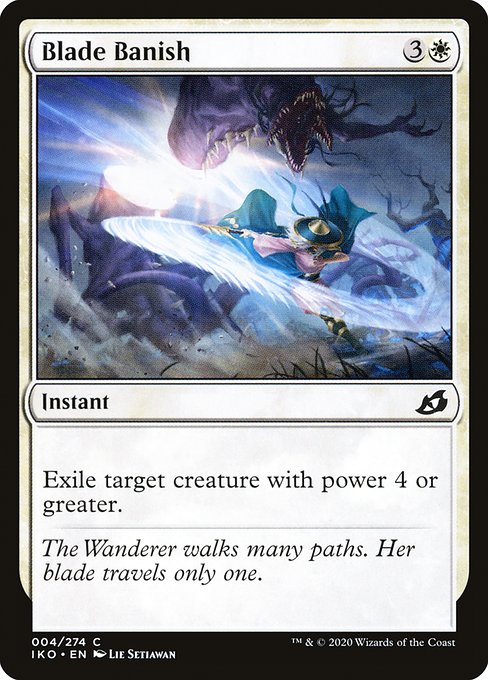 Blade Banish 3
Instant
Exile target creature with power 4 or
greater.
The Wanderer walks many paths. Her
blade travels only one.
004/274 C
IKO • EN Lie Setiawan
™ & © 2020 Wizards of the Coast